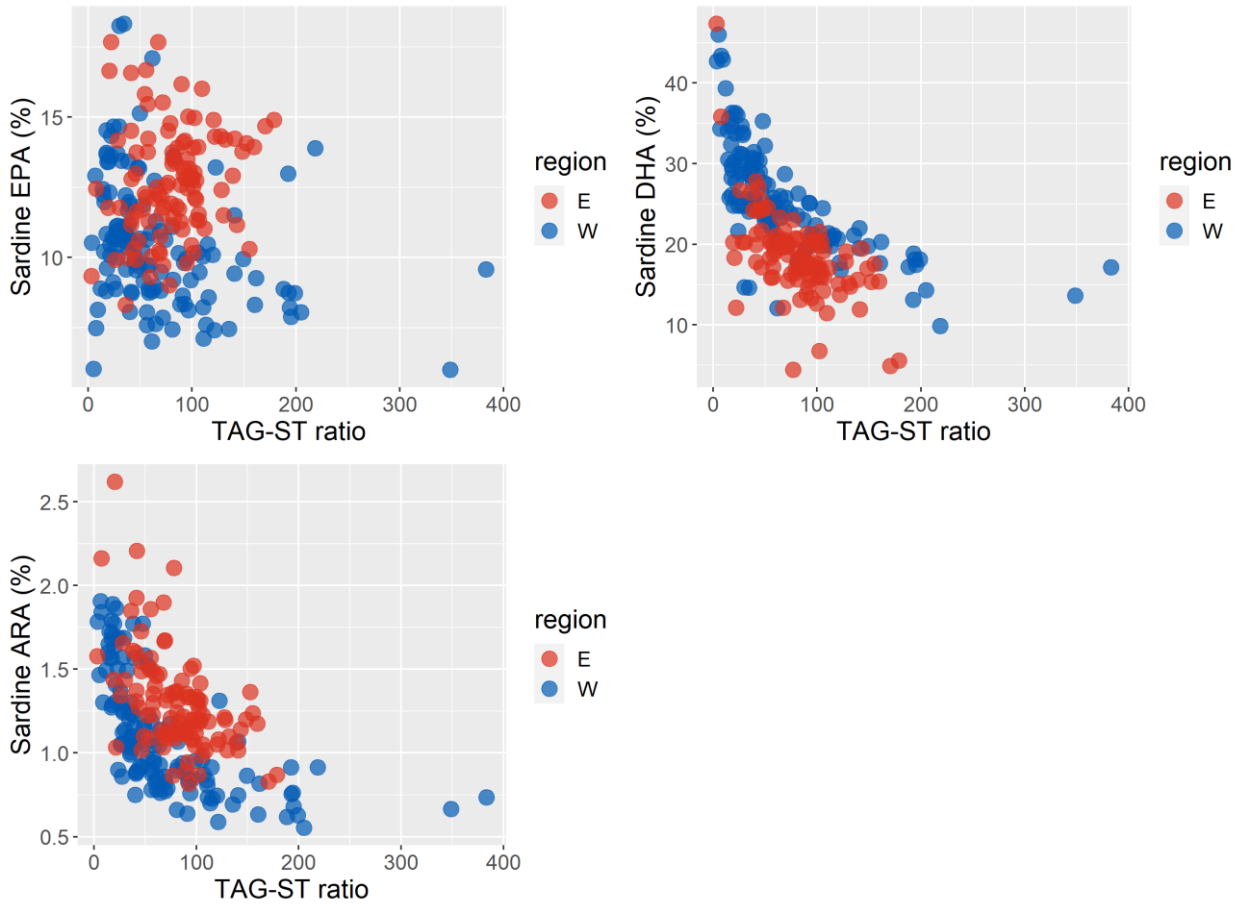 Sardine EPA (%)
15
10
0 100 200 300 400
TAG-ST ratio
region
E
W
Sardine DHA (%)
40
30
20
10
0 100 200 300 400
TAG-ST ratio
region
E
W
Sardine ARA (%)
2.5
2.0
1.5
1.0
0.5
0 100 200 300 400
TAG-ST ratio
region
E
W